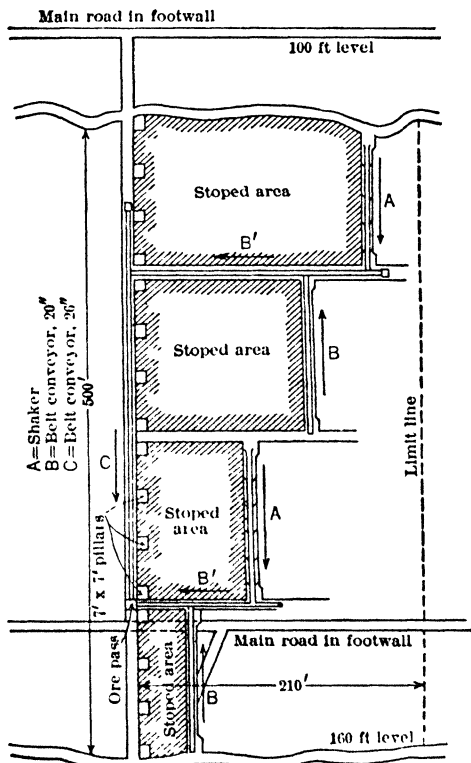 Main road in footwall
100 ft level
Stoped area
A
B'
Stoped area
B
A=Shaker
B=Belt conveyor, 20"
C=Belt conveyor, 26"
500'
C
Stoped
area
A
7' x 7' pillars
B'
Ore pass
Stoped area
Main road in footwall
B
210'
Limit line
160 ft level